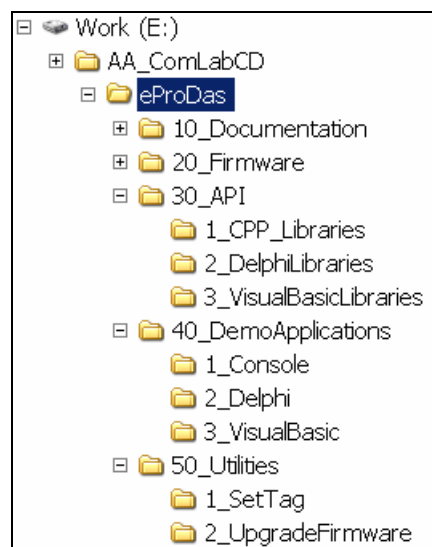 Work (E:)
AA_ComLabCD
eProDas
10_Documentation
20_Firmware
30_API
1_CPP_Libraries
2_DelphiLibraries
3_VisualBasicLibraries
40_DemoApplications
1_Console
2_Delphi
3_VisualBasic
50_Utilities
1_SetTag
2_UpgradeFirmware